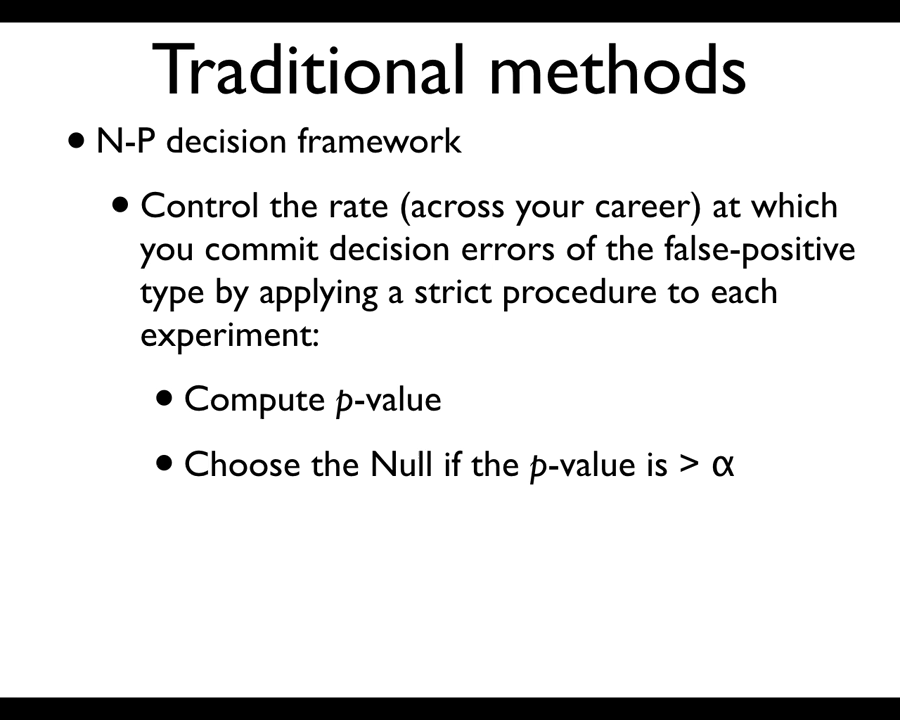 Traditional methods
• N-P decision framework
• Control the rate (across your career) at which
you commit decision errors of the false-positive
type by applying a strict procedure to each
experiment:
• Compute p-value
• Choose the Null if the p-value is > α